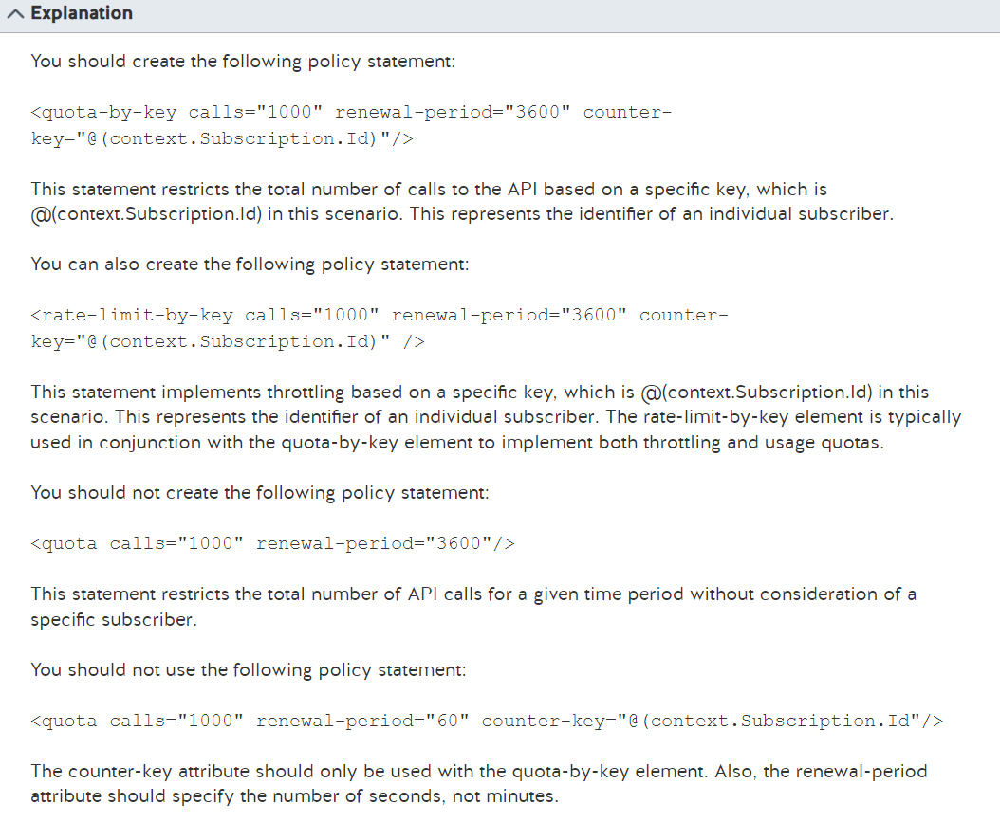 Explanation
You should create the following policy statement:
<quota-by-key calls="1000" renewal-period="3600" counter-
key="@(context.Subscription.Id)"/>
This statement restricts the total number of calls to the API based on a specific key, which is
@(context.Subscription.Id) in this scenario. This represents the identifier of an individual subscriber.
You can also create the following policy statement:
<rate-limit-by-key calls="1000" renewal-period="3600" counter-
key="@(context.Subscription.Id)" />
This statement implements throttling based on a specific key, which is @(context.Subscription.Id) in this
scenario. This represents the identifier of an individual subscriber. The rate-limit-by-key element is typically
used in conjunction with the quota-by-key element to implement both throttling and usage quotas.
You should not create the following policy statement:
<quota calls="1000" renewal-period="3600"/>
This statement restricts the total number of API calls for a given time period without consideration of a
specific subscriber.
You should not use the following policy statement:
<quota calls="1000" renewal-period="60" counter-key="@(context.Subscription.Id"/>
The counter-key attribute should only be used with the quota-by-key element. Also, the renewal-period
attribute should specify the number of seconds, not minutes.